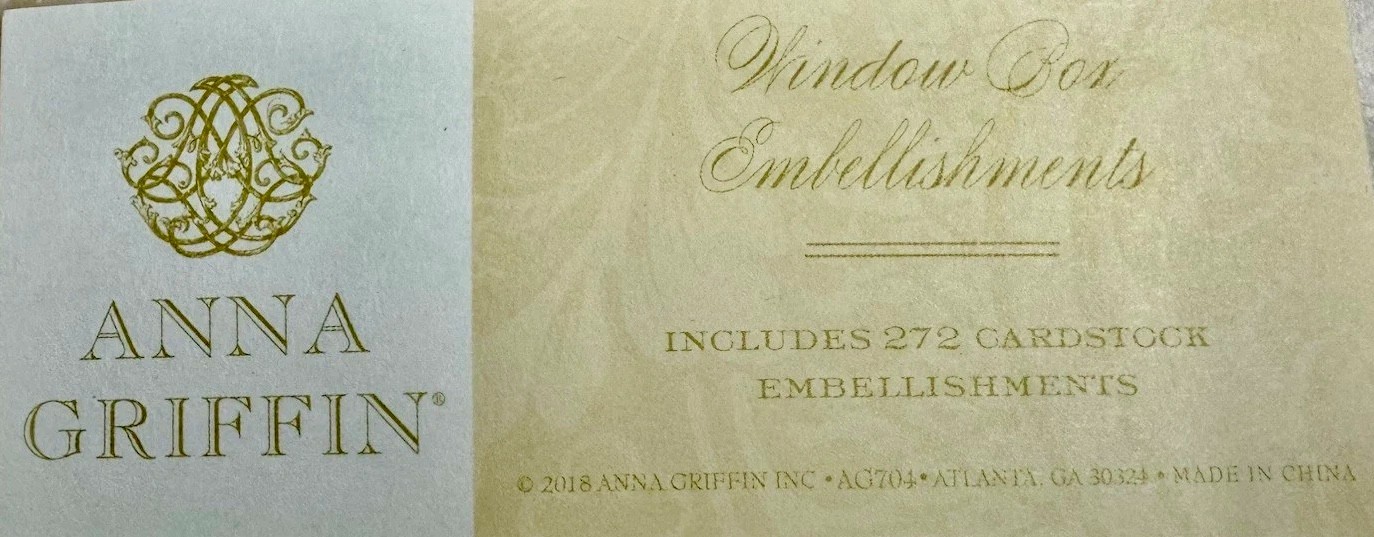 ANNA
GRIFFIN®
Window Box
Embellishments
INCLUDES 272 CARDSTOCK
EMBELLISHMENTS
© 2018 ANNA GRIFFIN INC • AG704 • ATLANTA, GA 30324 • MADE IN CHINA